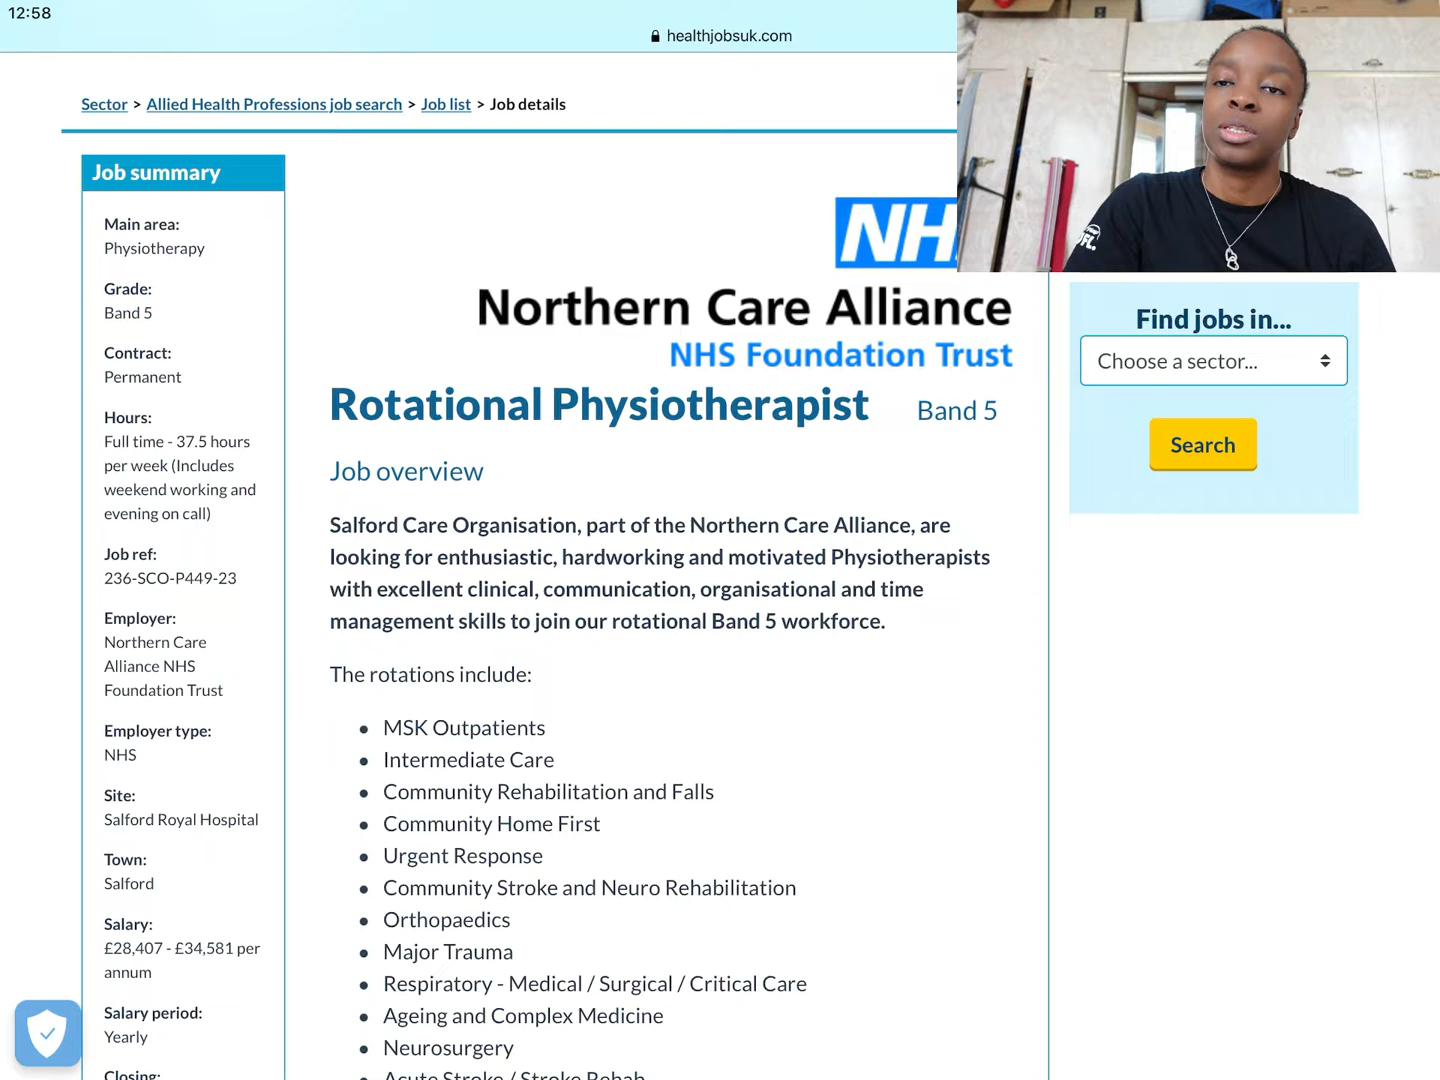 12:58
healthjobsuk.com
Sector > Allied Health Professions job search > Job list > Job details
Job summary
Main area:
Physiotherapy
Grade:
Band 5
Contract:
Permanent
Hours:
Full time - 37.5 hours
per week (Includes
weekend working and
evening on call)
Job ref:
236-SCO-P449-23
Employer:
Northern Care
Alliance NHS
Foundation Trust
Employer type:
NHS
Site:
Salford Royal Hospital
Town:
Salford
Salary:
£28,407 - £34,581 per
annum
Salary period:
Yearly
Closing:
NH
Northern Care Alliance
NHS Foundation Trust
Rotational Physiotherapist Band 5
Job overview
Salford Care Organisation, part of the Northern Care Alliance, are
looking for enthusiastic, hardworking and motivated Physiotherapists
with excellent clinical, communication, organisational and time
management skills to join our rotational Band 5 workforce.
The rotations include:
• MSK Outpatients
• Intermediate Care
• Community Rehabilitation and Falls
• Community Home First
• Urgent Response
• Community Stroke and Neuro Rehabilitation
• Orthopaedics
• Major Trauma
• Respiratory - Medical / Surgical / Critical Care
• Ageing and Complex Medicine
• Neurosurgery
Acute Stroke / Stroke Rehab
Find jobs in...
Choose a sector...
Search